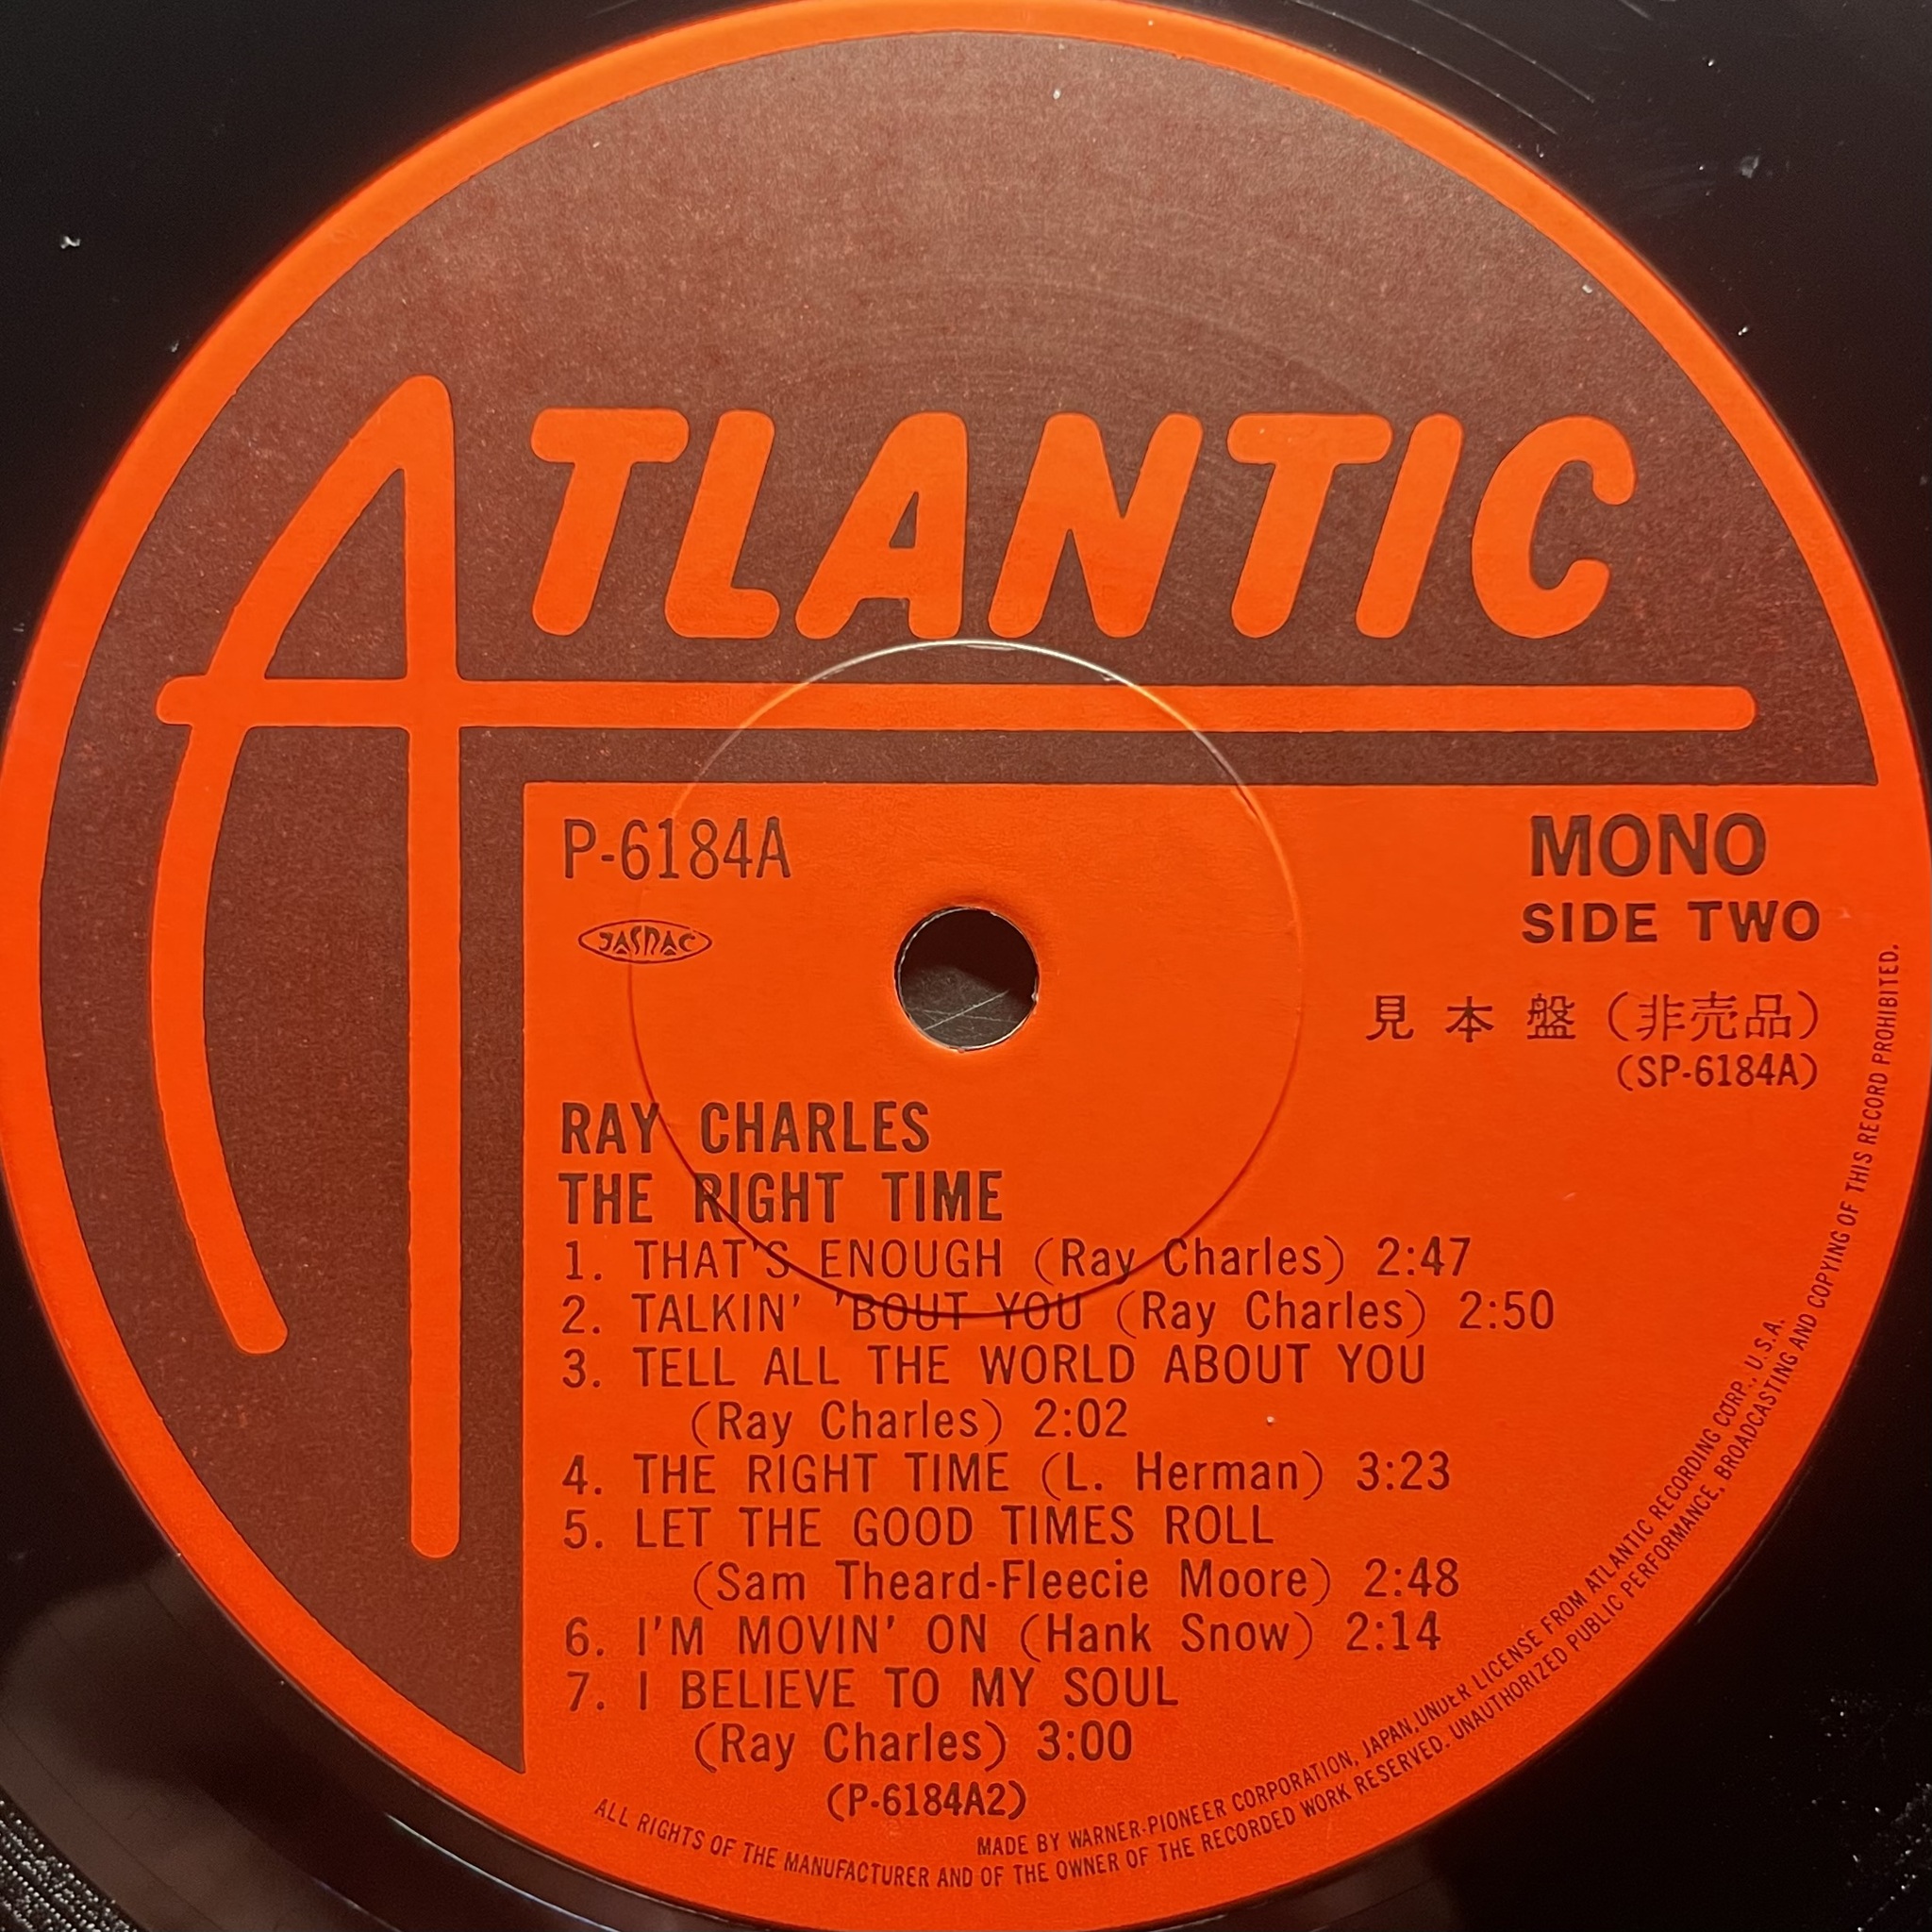 ATLANTIC
P-6184A
MONO
JASRAC
SIDE TWO
見本盤(非売品)
(SP-6184A)
RAY CHARLES
THE RIGHT TIME
1. THAT'S ENOUGH (Ray Charles) 2:47
2. TALKIN' 'BOUT YOU (Ray Charles) 2:50
3. TELL ALL THE WORLD ABOUT YOU
(Ray Charles) 2:02
4. THE RIGHT TIME (L. Herman) 3:23
5. LET THE GOOD TIMES ROLL
(Sam Theard-Fleecie Moore) 2:48
6. I'M MOVIN' ON (Hank Snow) 2:14
7. I BELIEVE TO MY SOUL
(Ray Charles) 3:00
(P-6184A2)
MADE BY WARNER-PIONEER CORPORATION, JAPAN, UNDER LICENSE FROM ATLANTIC RECORDING CORP., U.S.A.
ALL RIGHTS OF THE MANUFACTURER AND OF THE OWNER OF THE RECORDED WORK RESERVED. UNAUTHORIZED PUBLIC PERFORMANCE, BROADCASTING AND COPYING OF THIS RECORD PROHIBITED.